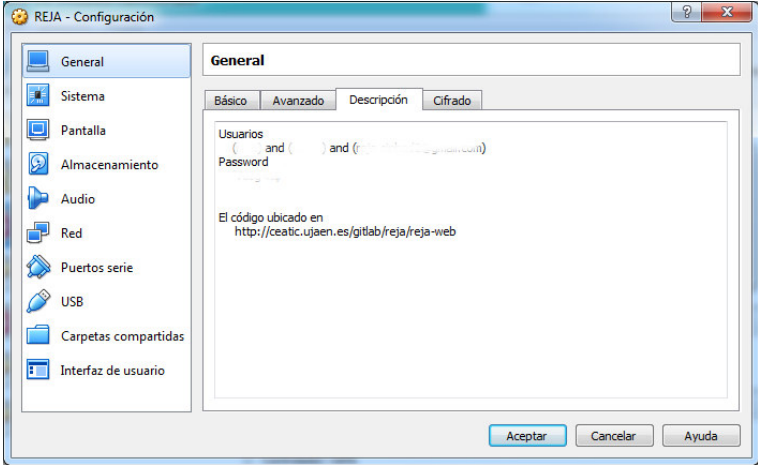 REJA - Configuración
General
Sistema
Pantalla
Almacenamiento
Audio
Red
Puertos serie
USB
Carpetas compartidas
Interfaz de usuario
General
Básico Avanzado Descripción Cifrado
Usuarios
( ) and ( ) and ( )
Password
El código ubicado en
http://ceatic.ujaen.es/gitlab/reja/reja-web
Aceptar Cancelar Ayuda